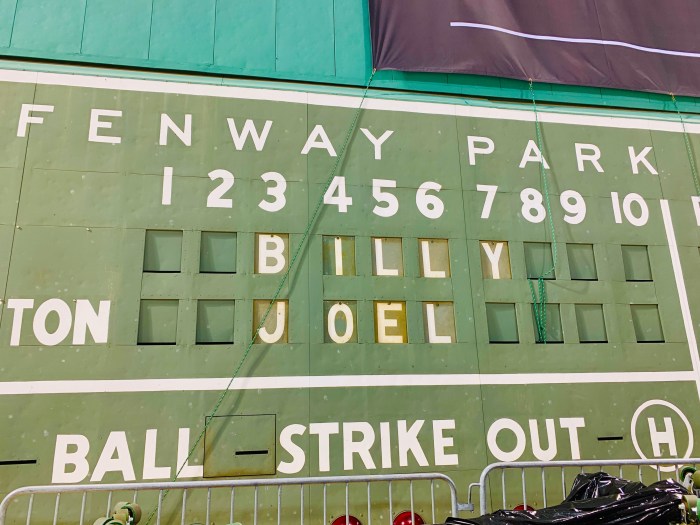 FENWAY PARK
1 2 3 4 5 6 7 8 9 10
BILLY
TON JOEL
BALL STRIKE OUT H